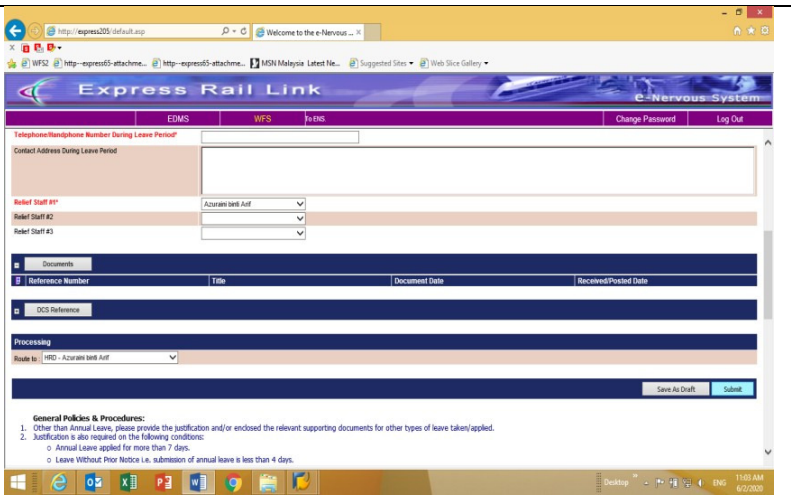 http://express205/default.asp
Welcome to the e-Nervous ...
WFS2 http--express65-attachme... http--express65-attachme... MSN Malaysia Latest Ne... Suggested Sites Web Slice Gallery
Express Rail Link
e-Nervous System
EDMS WFS To ENS. Change Password Log Out
Telephone/Handphone Number During Leave Period*
Contact Address During Leave Period
Relief Staff #1* Azuraini binti Arif
Relief Staff #2
Relief Staff #3
Documents
Reference Number Title Document Date Received/Posted Date
DCS Reference
Processing
Route to : HRD - Azuraini binti Arif
Save As Draft Submit
General Policies & Procedures:
1. Other than Annual Leave, please provide the justification and/or enclosed the relevant supporting documents for other types of leave taken/applied.
2. Justification is also required on the following conditions:
o Annual Leave applied for more than 7 days.
o Leave Without Prior Notice i.e. submission of annual leave is less than 4 days.
Desktop ENG 11:03 AM
6/2/2020